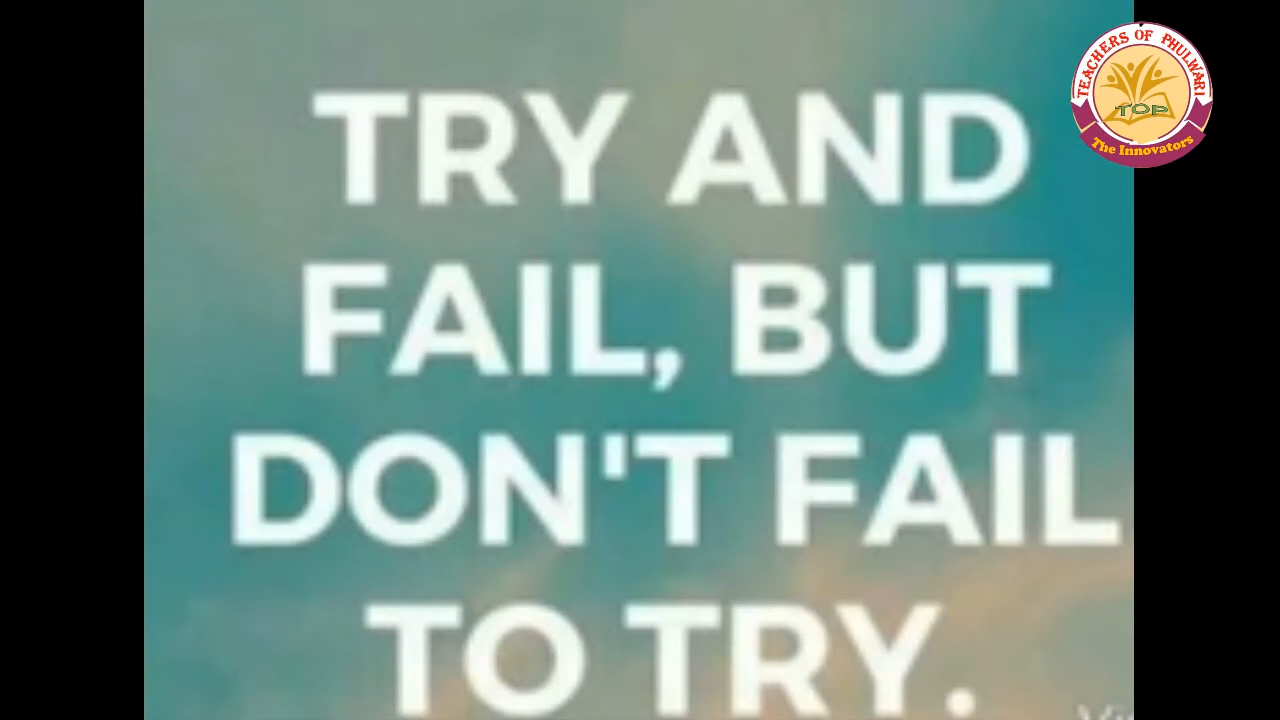 TEACHERS OF PHULWARI
TOP
The Innovators
TRY AND
FAIL, BUT
DON'T FAIL
TO TRY.